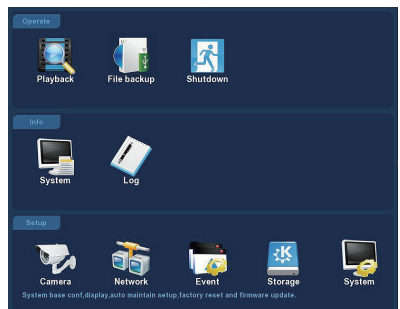 Operate
Playback File backup Shutdown
Info
System Log
Setup
Camera Network Event Storage System
System base conf,display,auto maintain setup,factory reset and firmware update.